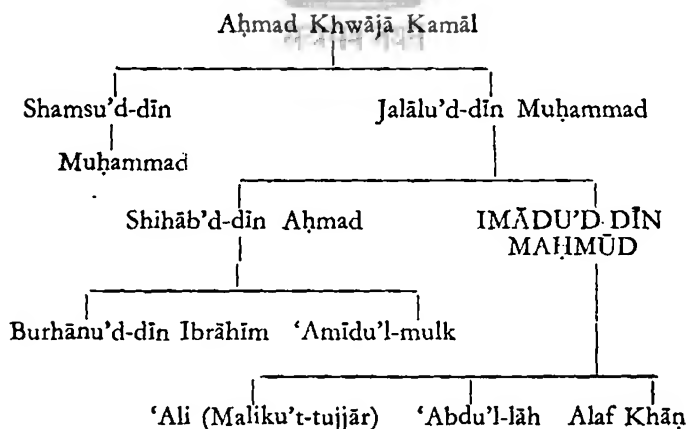 Aḥmad Khwājā Kamāl
Shamsu’d-dīn Jalālu’d-dīn Muḥammad
Muḥammad
Shihāb’d-dīn Aḥmad IMĀDU’D-DĪN
MAḤMŪD
Burhānu’d-dīn Ibrāhīm ‘Amīdu’l-mulk
‘Ali (Maliku’t-tujjār) ‘Abdu’l-lāh Alaf Khāṇ